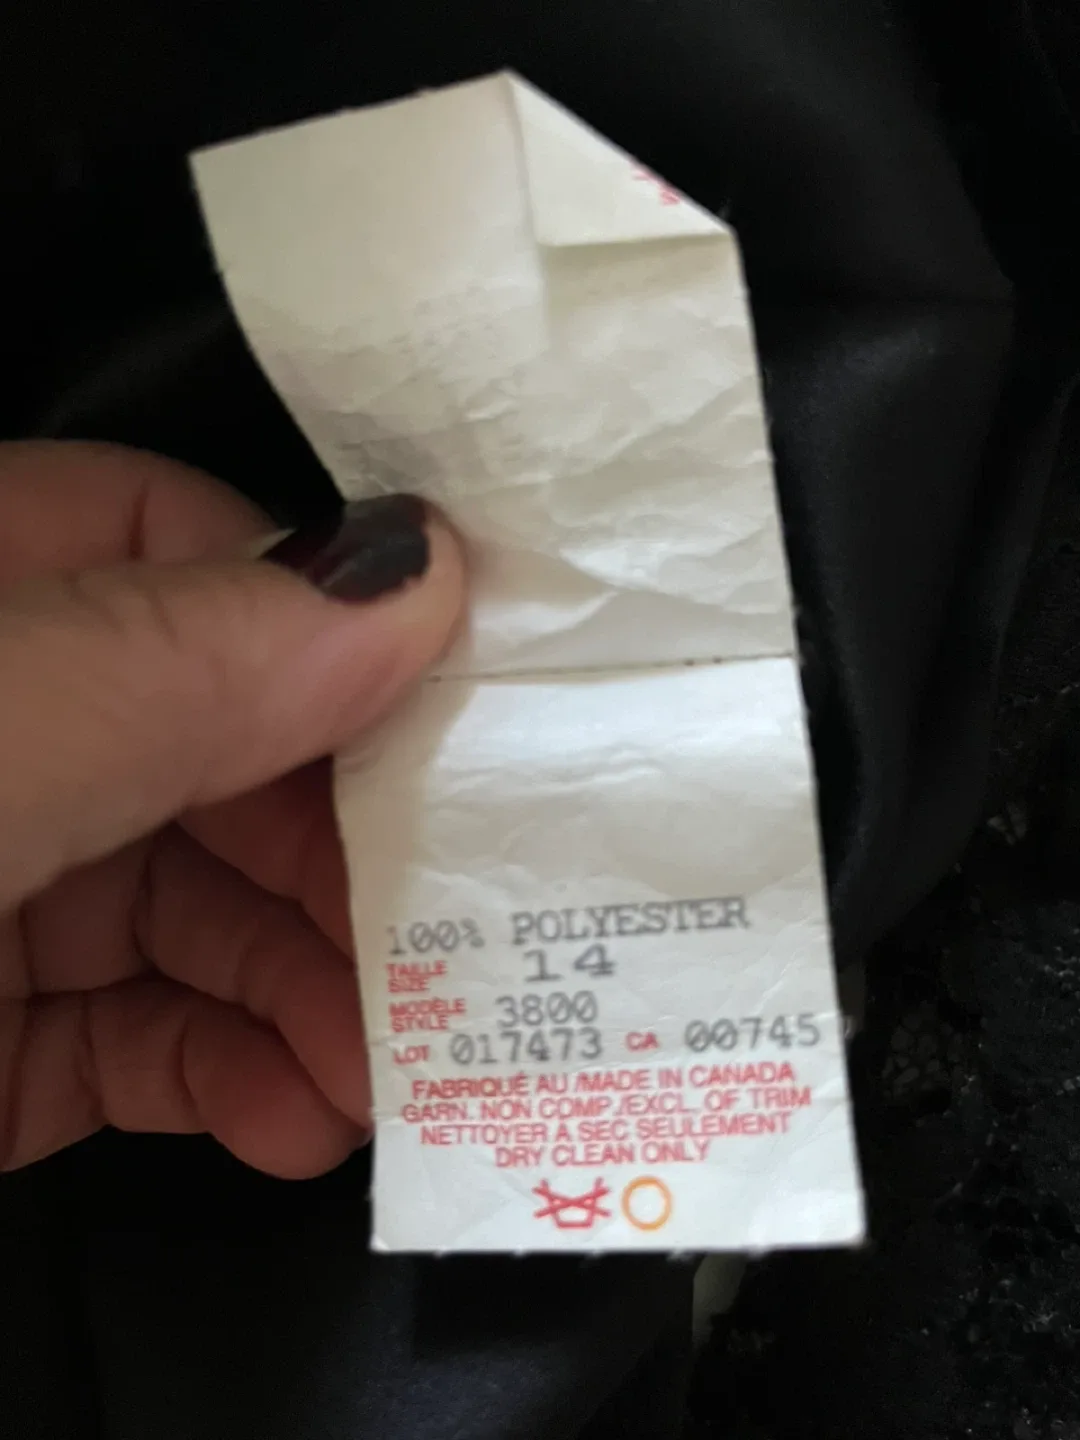 100% POLYESTER
TAILLE
SIZE 14
MODÈLE
STYLE 3800
LOT 017473 CA 00745
FABRIQUÉ AU /MADE IN CANADA
GARN. NON COMP./EXCL. OF TRIM
NETTOYER À SEC SEULEMENT
DRY CLEAN ONLY